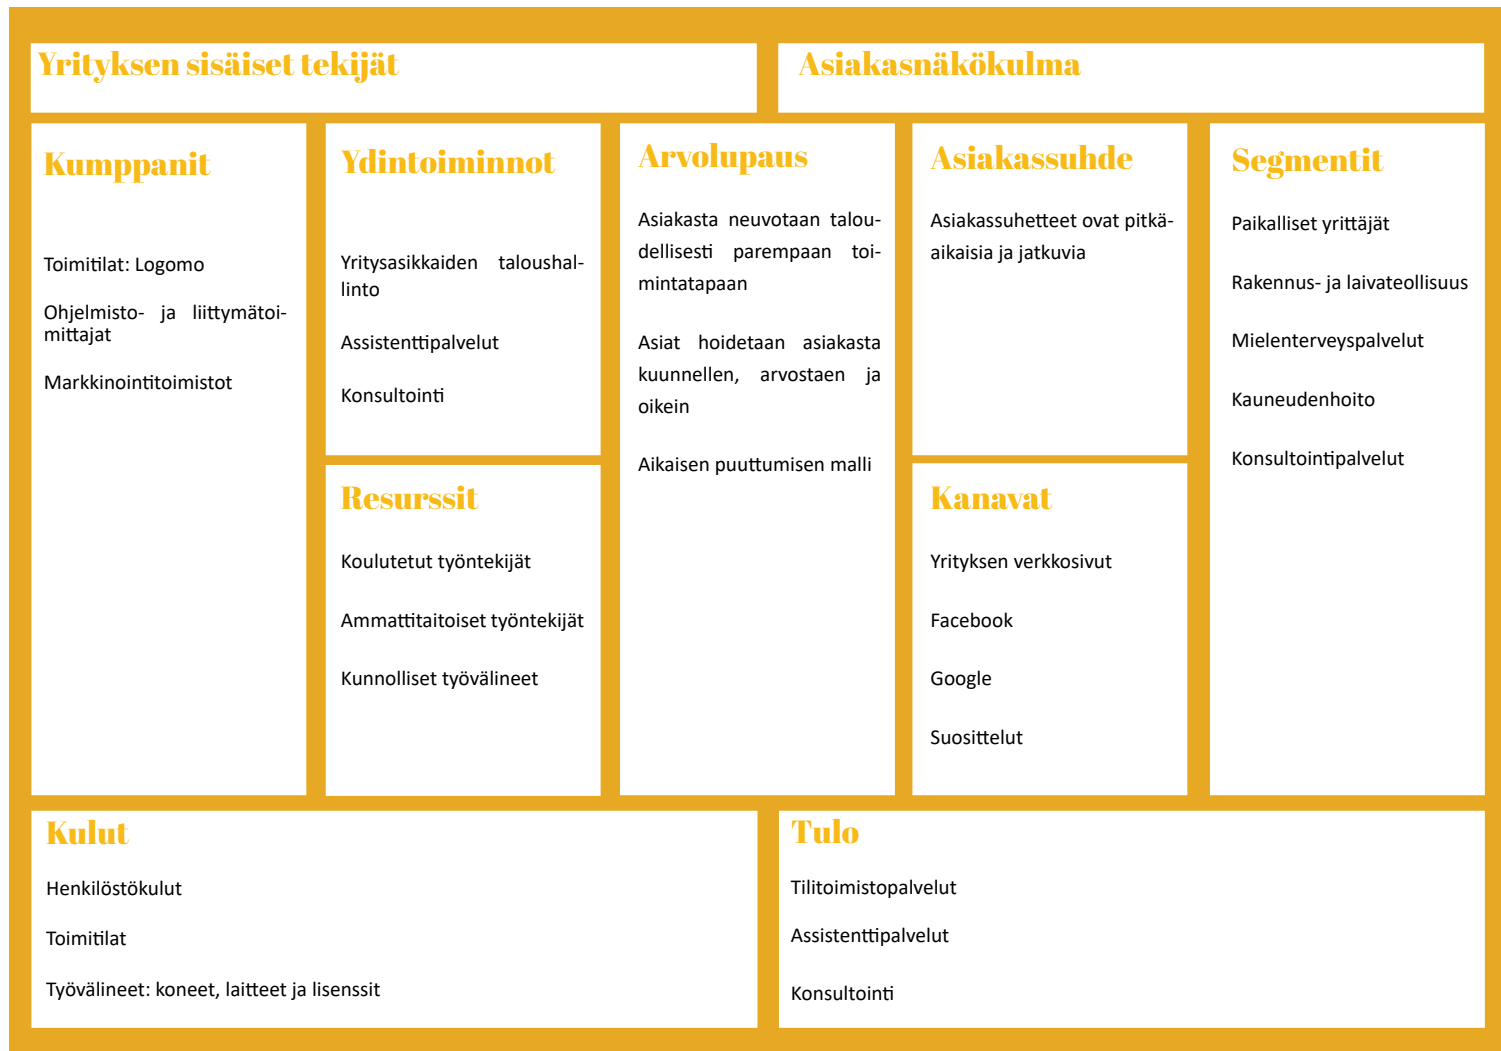 Yrityksen sisäiset tekijät
Asiakasnäkökulma
Kumppanit
Toimitilat: Logomo
Ohjelmisto- ja liittymätoi-
mittajat
Markkinointitoimistot
Ydintoiminnot
Yritysasikkaiden taloushal-
linto
Assistenttipalvelut
Konsultointi
Resurssit
Koulutetut työntekijät
Ammattitaitoiset työntekijät
Kunnolliset työvälineet
Arvolupaus
Asiakasta neuvotaan talou-
dellisesti parempaan toi-
mintatapaan
Asiat hoidetaan asiakasta
kuunnellen, arvostaen ja
oikein
Aikaisen puuttumisen malli
Asiakassuhde
Asiakassuhetteet ovat pitkä-
aikaisia ja jatkuvia
Kanavat
Yrityksen verkkosivut
Facebook
Google
Suosittelut
Segmentit
Paikalliset yrittäjät
Rakennus- ja laivateollisuus
Mielenterveyspalvelut
Kauneudenhoito
Konsultointipalvelut
Kulut
Henkilöstökulut
Toimitilat
Työvälineet: koneet, laitteet ja lisenssit
Tulo
Tilitoimistopalvelut
Assistenttipalvelut
Konsultointi